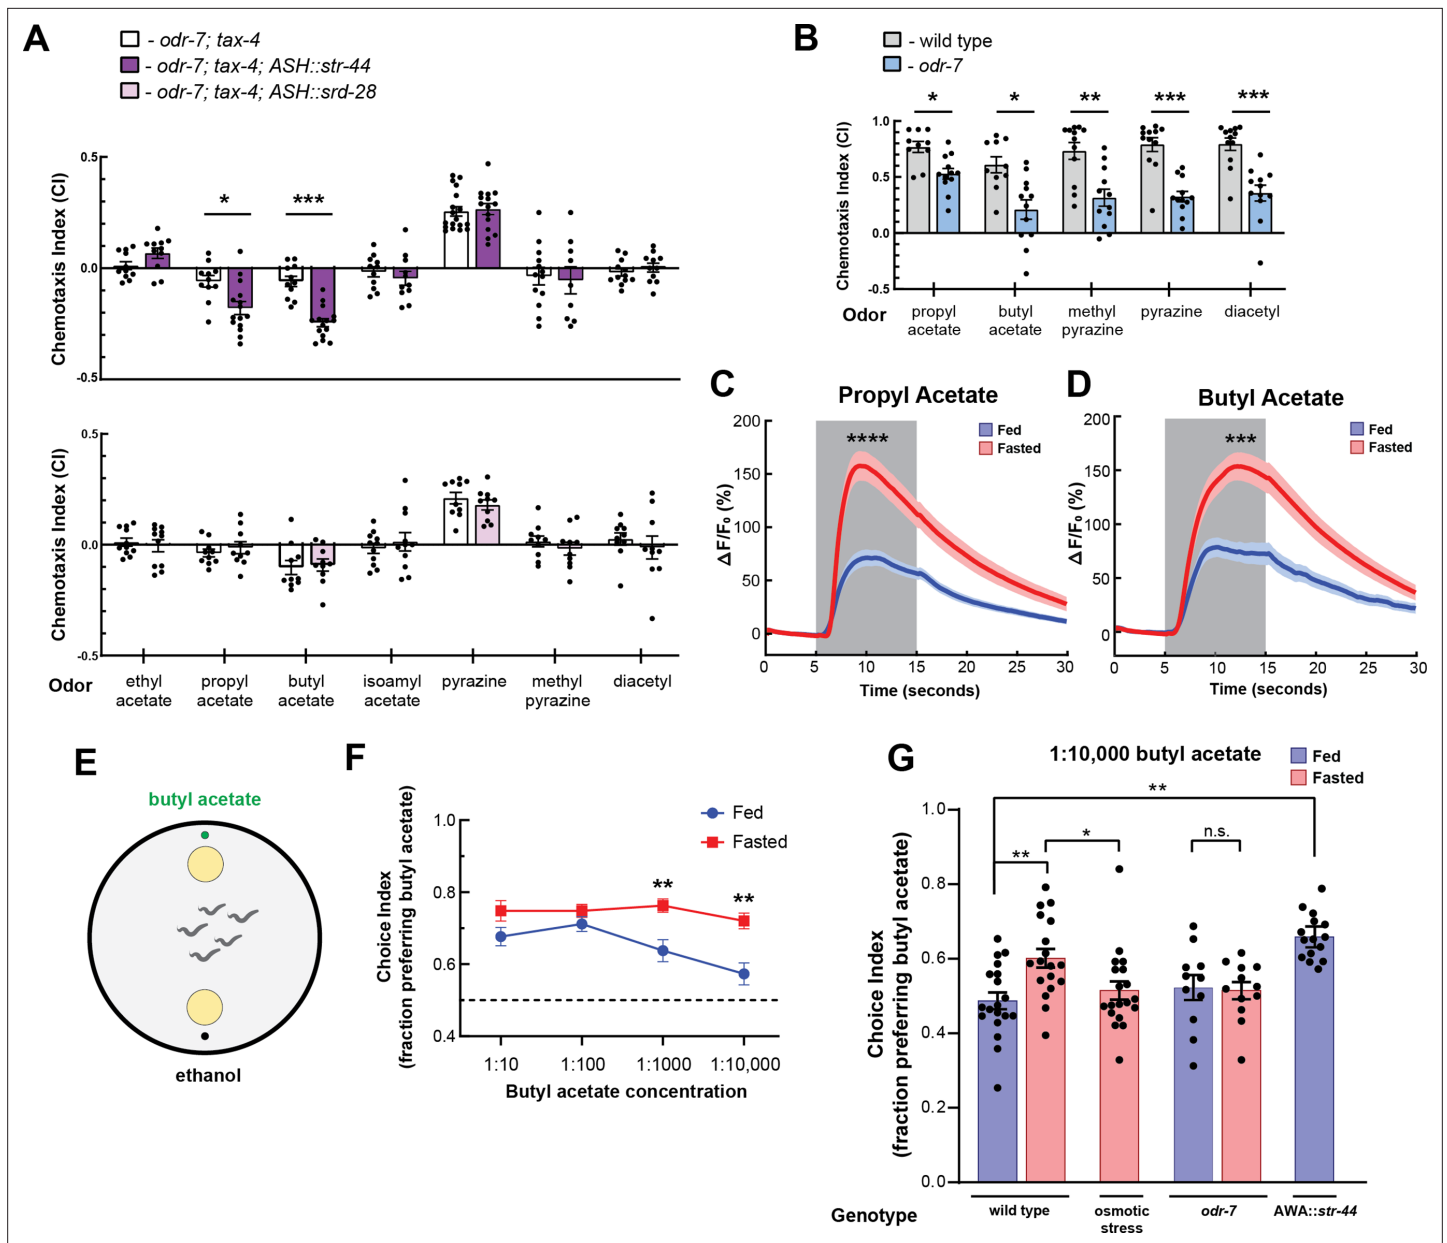 A
- odr-7; tax-4
- odr-7; tax-4; ASH::str-44
- odr-7; tax-4; ASH::srd-28
Chemotaxis Index (CI)
0.5
0.0
-0.5
*
***
Chemotaxis Index (CI)
0.5
0.0
-0.5
Odor
ethyl acetate
propyl acetate
butyl acetate
isoamyl acetate
pyrazine
methyl pyrazine
diacetyl
B
- wild type
- odr-7
Chemotaxis Index (CI)
1.0
0.5
0.0
-0.5
*
*
**
***
***
Odor
propyl acetate
butyl acetate
methyl pyrazine
pyrazine
diacetyl
C
Propyl Acetate
Fed
Fasted
****
ΔF/F₀ (%)
200
150
100
50
0
0 5 10 15 20 25 30
Time (seconds)
D
Butyl Acetate
Fed
Fasted
***
ΔF/F₀ (%)
200
150
100
50
0
0 5 10 15 20 25 30
Time (seconds)
E
butyl acetate
ethanol
F
Fed
Fasted
Choice Index
(fraction preferring butyl acetate)
1.0
0.8
0.6
0.4
**
**
1:10 1:100 1:1000 1:10,000
Butyl acetate concentration
G
1:10,000 butyl acetate
Fed
Fasted
Choice Index
(fraction preferring butyl acetate)
1.0
0.8
0.6
0.4
0.2
0.0
**
**
*
n.s.
Genotype
wild type
osmotic stress
odr-7
AWA::str-44